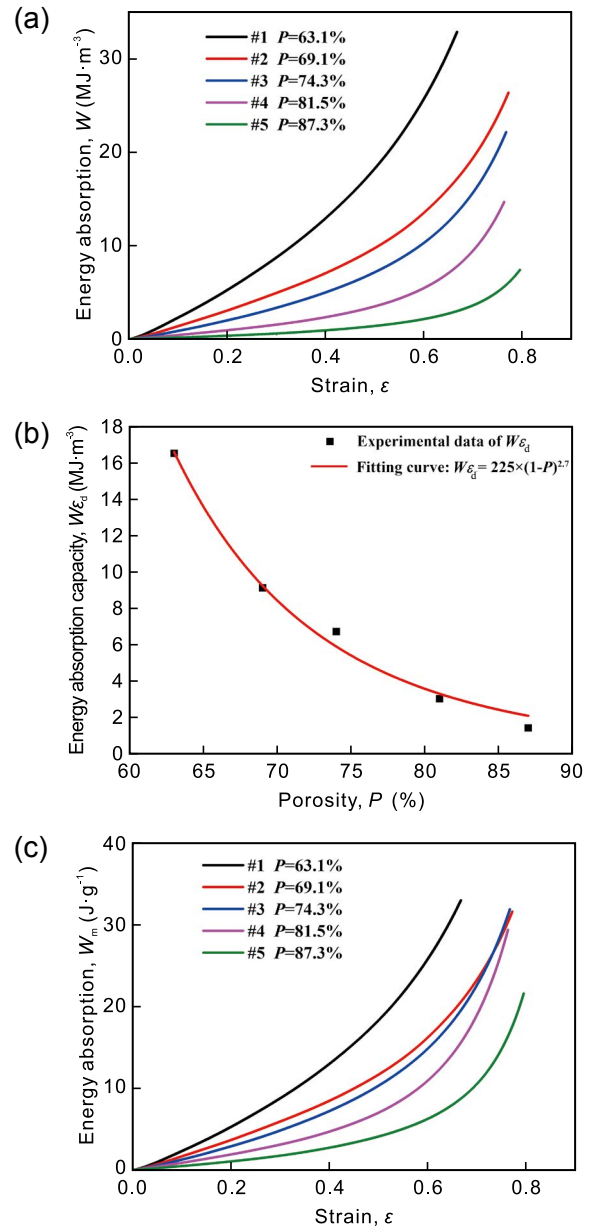 (a)
Energy absorption, W (MJ·m⁻³)
30
20
10
0
#1 P=63.1%
#2 P=69.1%
#3 P=74.3%
#4 P=81.5%
#5 P=87.3%
0.0 0.2 0.4 0.6 0.8
Strain, ε
(b)
Energy absorption capacity, Wε_d (MJ·m⁻³)
18
16
14
12
10
8
6
4
2
0
Experimental data of Wε_d
Fitting curve: Wε_d= 225×(1-P)²·⁷
60 65 70 75 80 85 90
Porosity, P (%)
(c)
Energy absorption, W_m (J·g⁻¹)
40
30
20
10
0
#1 P=63.1%
#2 P=69.1%
#3 P=74.3%
#4 P=81.5%
#5 P=87.3%
0.0 0.2 0.4 0.6 0.8
Strain, ε